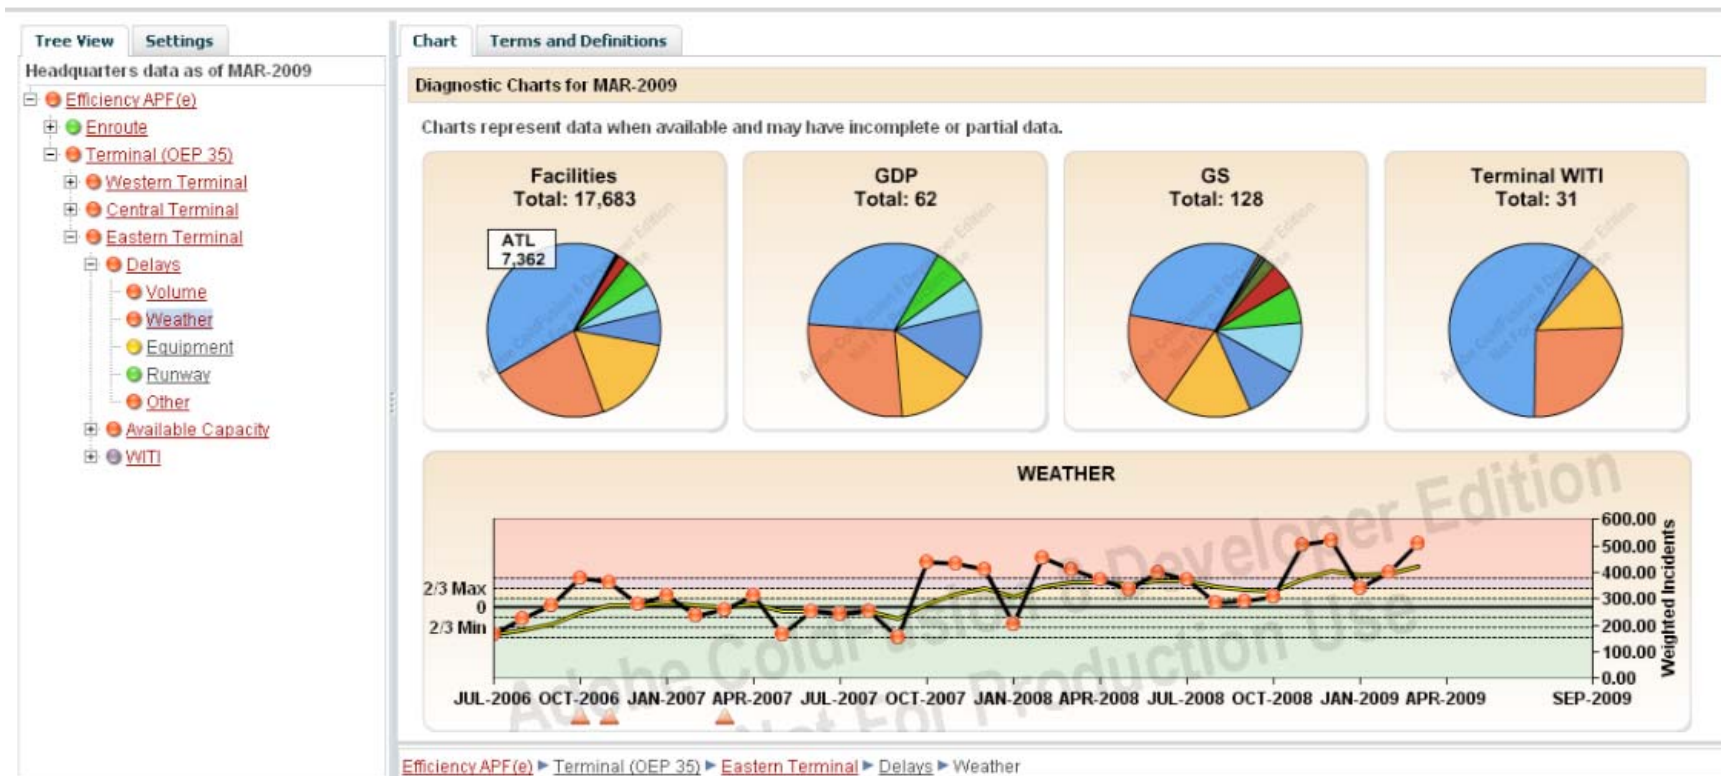 Tree View Settings
Headquarters data as of MAR-2009
Efficiency APF(e)
Enroute
Terminal (OEP 35)
Western Terminal
Central Terminal
Eastern Terminal
Delays
Volume
Weather
Equipment
Runway
Other
Available Capacity
WITI
Chart Terms and Definitions
Diagnostic Charts for MAR-2009
Charts represent data when available and may have incomplete or partial data.
Facilities
Total: 17,683
ATL
7,362
GDP
Total: 62
GS
Total: 128
Terminal WITI
Total: 31
WEATHER
2/3 Max
0
2/3 Min
600.00
500.00
400.00
300.00
200.00
100.00
0.00
Weighted Incidents
JUL-2006 OCT-2006 JAN-2007 APR-2007 JUL-2007 OCT-2007 JAN-2008 APR-2008 JUL-2008 OCT-2008 JAN-2009 APR-2009 SEP-2009
Adobe ColdFusion 8 Developer Edition
Not For Production Use
Efficiency APF(e) Terminal (OEP 35) Eastern Terminal Delays Weather